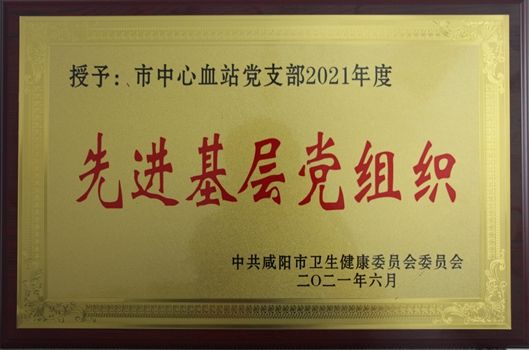 授予：市中心血站党支部2021年度
先进基层党组织
中共咸阳市卫生健康委员会委员会
二〇二一年六月